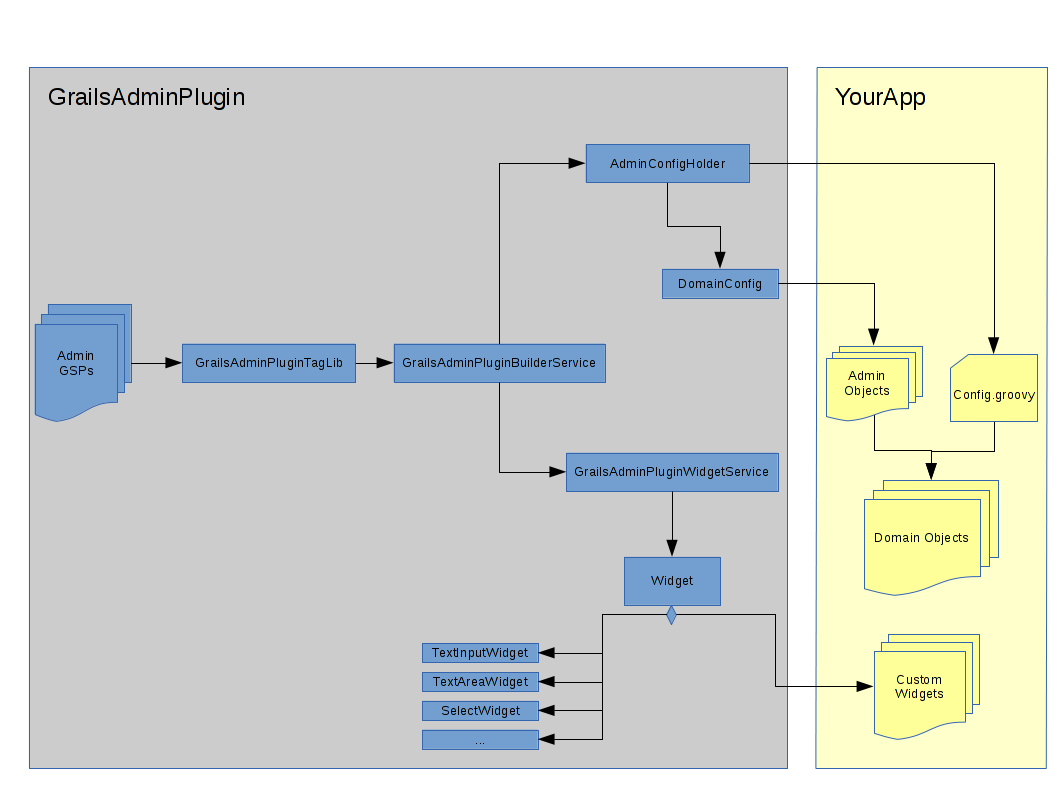 GrailsAdminPlugin
YourApp
AdminConfigHolder
DomainConfig
Admin
GSPs
GrailsAdminPluginTagLib
GrailsAdminPluginBuilderService
Admin
Objects
Config.groovy
GrailsAdminPluginWidgetService
Domain Objects
Widget
TextInputWidget
TextAreaWidget
SelectWidget
...
Custom
Widgets